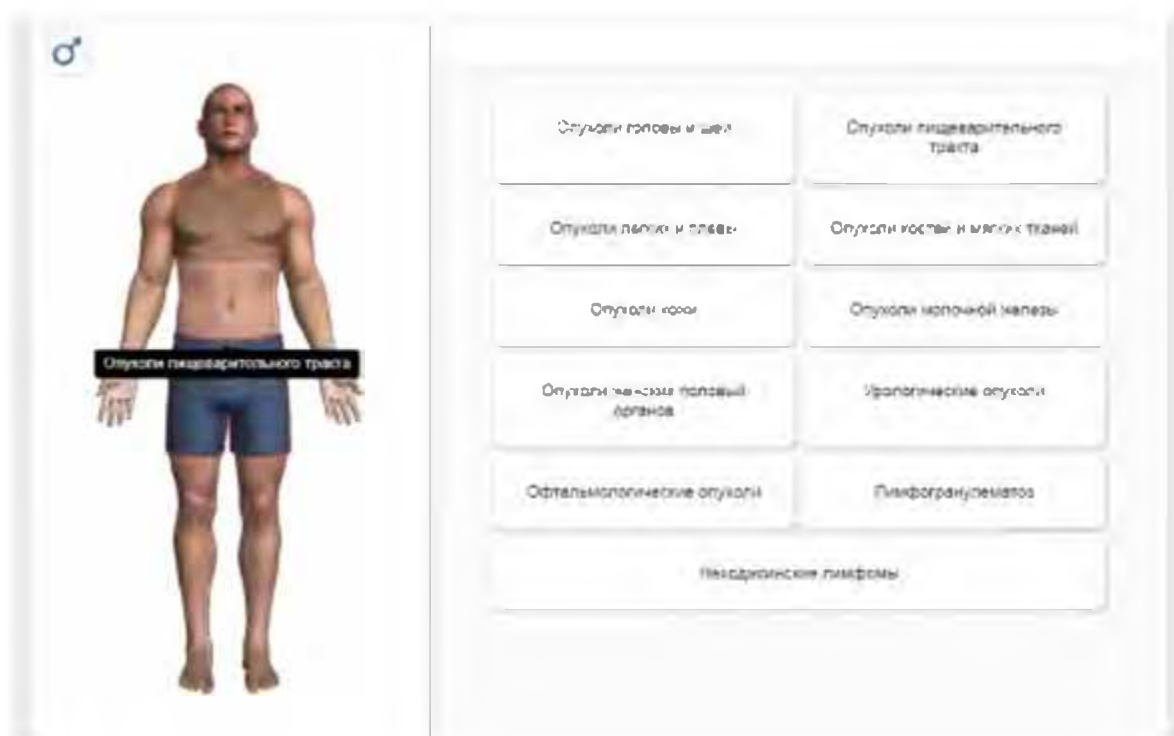 Опухоли пищеварительного тракта
Опухоли головы и шеи
Опухоли пищеварительного
тракта
Опухоли легких и плевры
Опухоли костей и мягких тканей
Опухоли кожи
Опухоли молочной железы
Опухоли женских половый
органов
Урологические опухоли
Офтальмологические опухоли
Лимфогранулематоз
Неходжкинские лимфомы